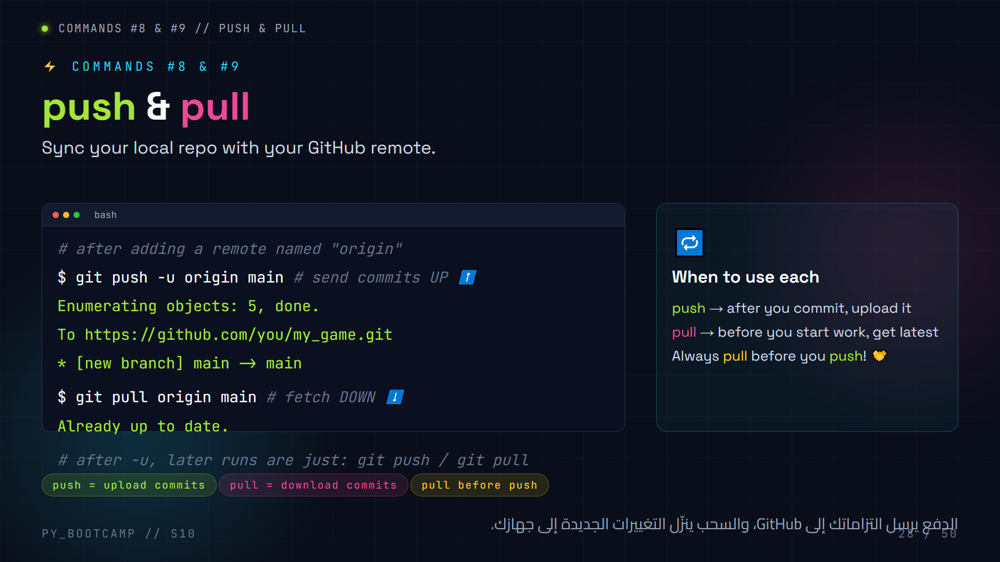 COMMANDS #8 & #9 // PUSH & PULL
⚡ COMMANDS #8 & #9
push & pull
Sync your local repo with your GitHub remote.
bash
# after adding a remote named "origin"
$ git push -u origin main # send commits UP ⬆️
Enumerating objects: 5, done.
To https://github.com/you/my_game.git
* [new branch] main -> main
$ git pull origin main # fetch DOWN ⬇️
Already up to date.
# after -u, later runs are just: git push / git pull
🔁
When to use each
push → after you commit, upload it
pull → before you start work, get latest
Always pull before you push! 🤝
push = upload commits
pull = download commits
pull before push
الدفع يرسل التزاماتك إلى GitHub، والسحب ينزّل التغييرات الجديدة إلى جهازك.
PY_BOOTCAMP // S10
28 / 50